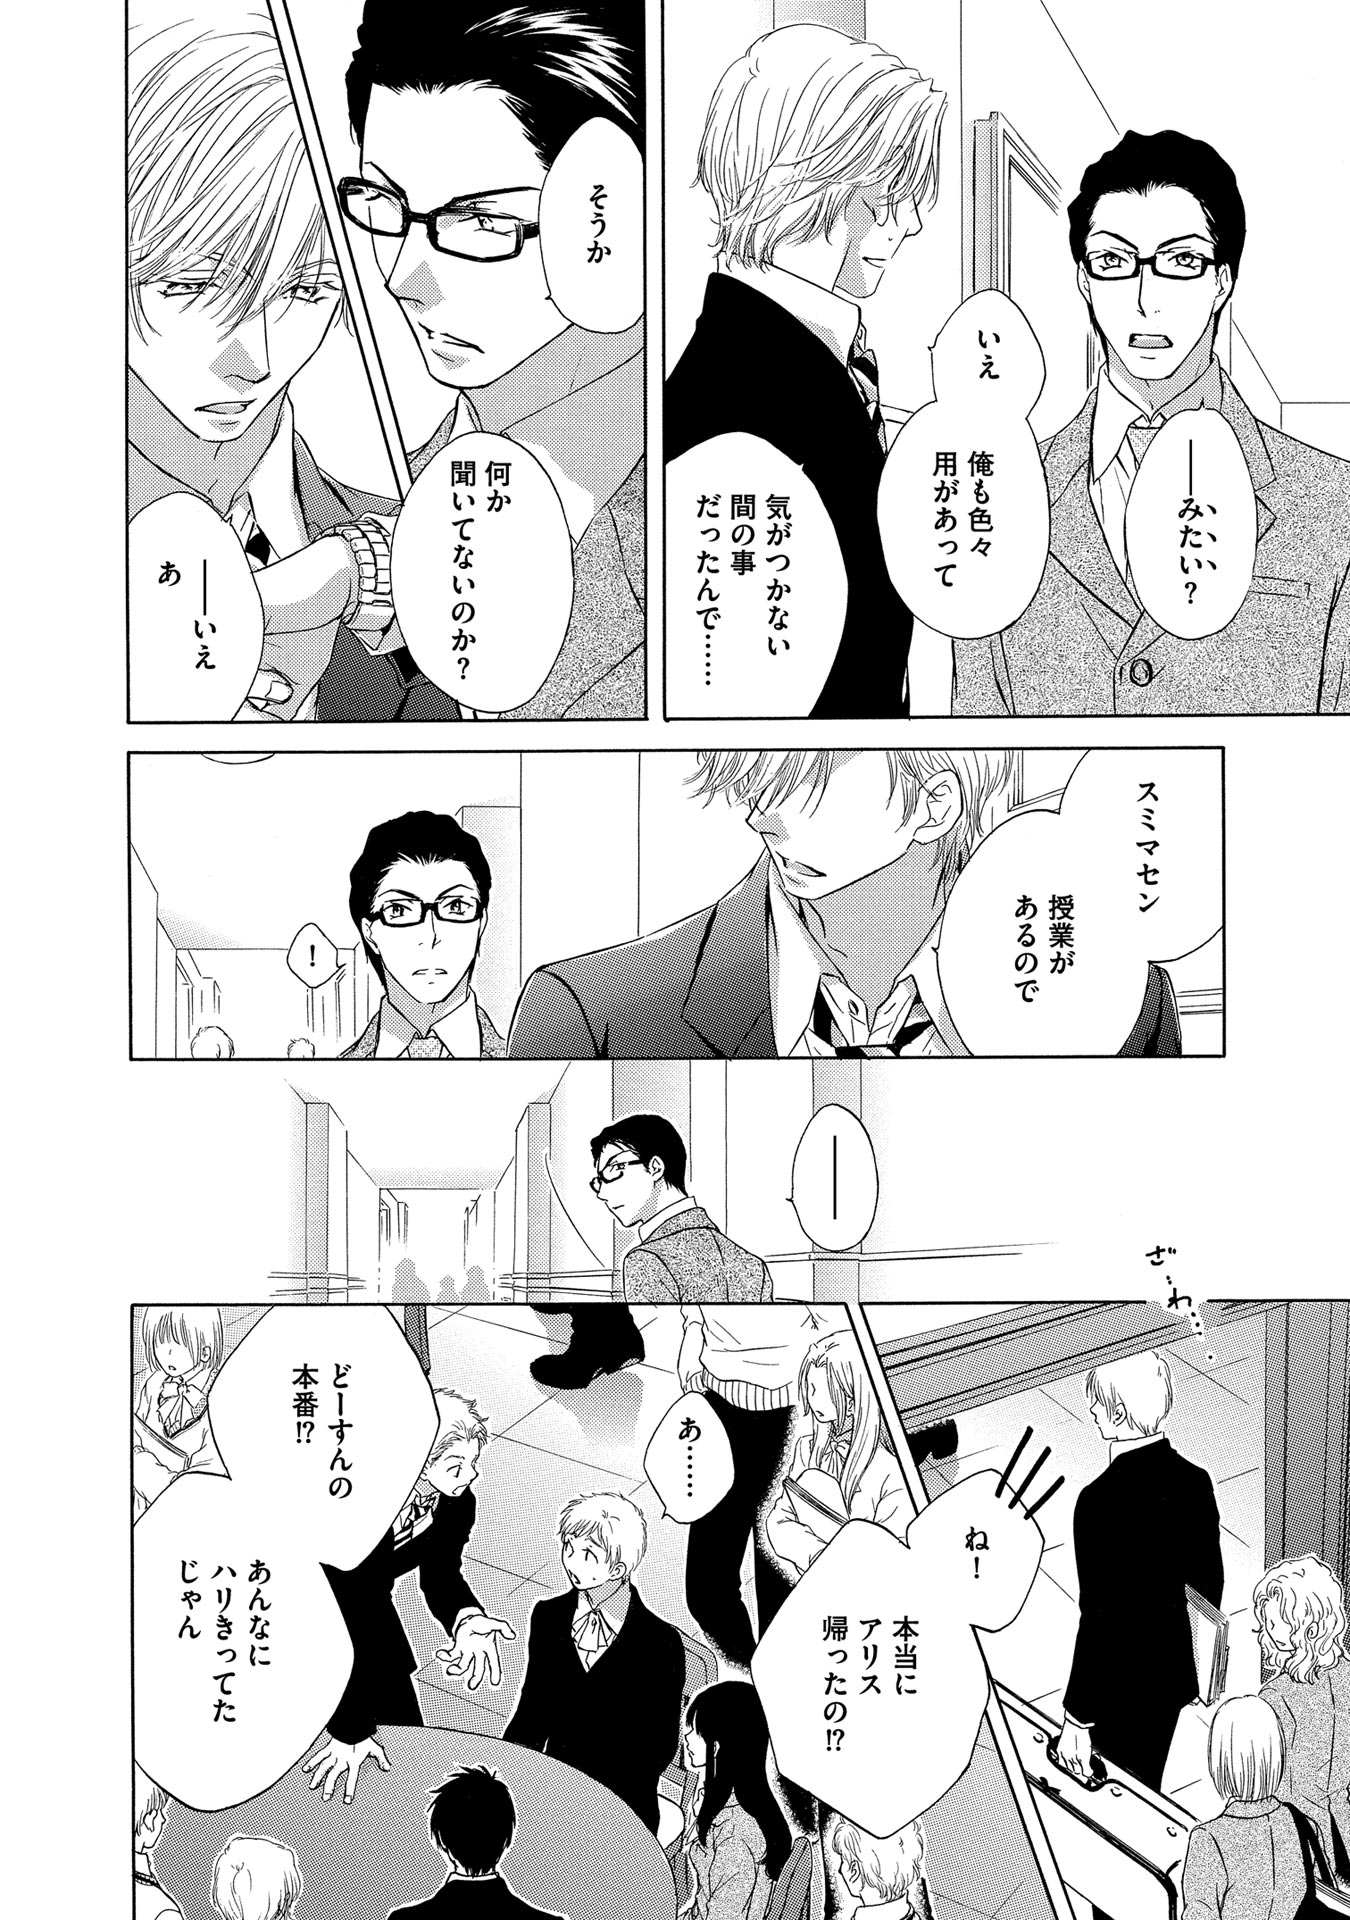 ――みたい？
いえ
俺も色々
用があって
気がつかない
間の事
だったんで……
そうか
何か
聞いてないのか？
――いえ
あ
スミマセン
授業が
あるので
！
――
ざ…わ…
ね！
本当に
アリス
帰ったの!?
あ……
どーすんの
本番!?
あんなに
ハリきってた
じゃん